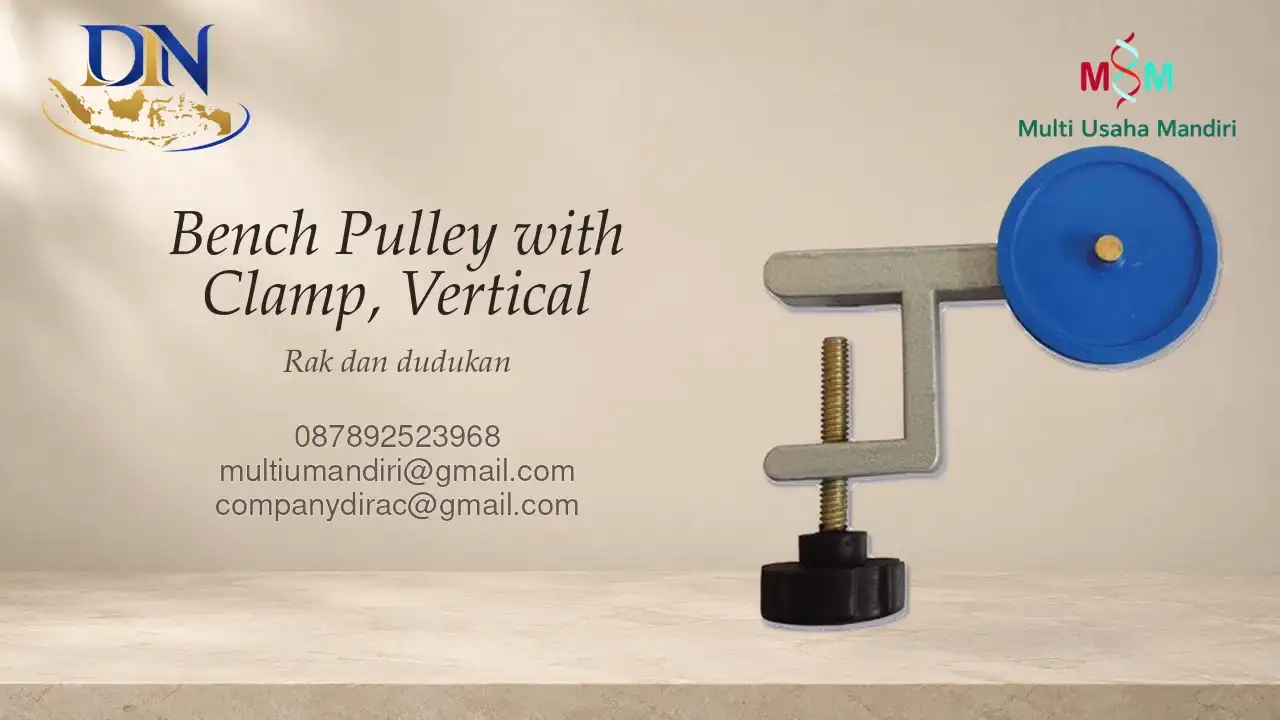 DIN
MSM
Multi Usaha Mandiri
Bench Pulley with
Clamp, Vertical
Rak dan dudukan
087892523968
multiumandiri@gmail.com
companydirac@gmail.com